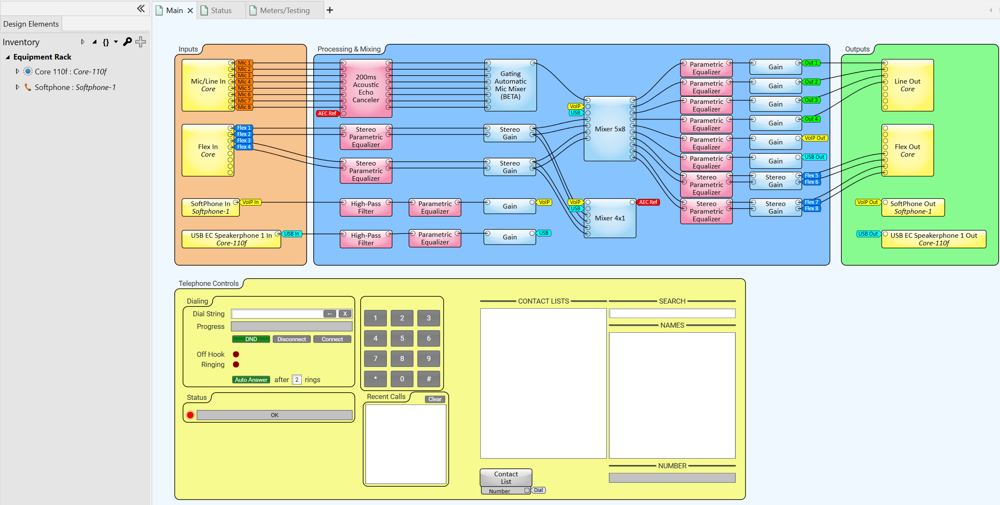 Main
Status
Meters/Testing
Design Elements
Inventory
{}
Equipment Rack
Core 110f : Core-110f
Softphone : Softphone-1
Inputs
Mic/Line In
Core
Mic 1
Mic 2
Mic 3
Mic 4
Mic 5
Mic 6
Mic 7
Mic 8
Flex In
Core
Flex 1
Flex 2
Flex 3
Flex 4
SoftPhone In
Softphone-1
VoIP In
USB EC Speakerphone 1 In
Core-110f
USB In
Processing & Mixing
200ms
Acoustic
Echo
Canceler
AEC Ref
Stereo
Parametric
Equalizer
Stereo
Parametric
Equalizer
High-Pass
Filter
High-Pass
Filter
Parametric
Equalizer
Parametric
Equalizer
Gating
Automatic
Mic Mixer
(BETA)
Stereo
Gain
Stereo
Gain
Gain
VoIP
Gain
USB
VoIP
USB
Mixer 5x8
VoIP
USB
Mixer 4x1
AEC Ref
Parametric
Equalizer
Parametric
Equalizer
Parametric
Equalizer
Parametric
Equalizer
Parametric
Equalizer
Parametric
Equalizer
Stereo
Parametric
Equalizer
Stereo
Parametric
Equalizer
Gain
Out 1
Gain
Out 2
Gain
Out 3
Gain
Out 4
Gain
VoIP Out
Gain
USB Out
Stereo
Gain
Flex 5
Flex 6
Stereo
Gain
Flex 7
Flex 8
Outputs
Line Out
Core
Flex Out
Core
VoIP Out
SoftPhone Out
Softphone-1
USB Out
USB EC Speakerphone 1 Out
Core-110f
Telephone Controls
Dialing
Dial String
← X
Progress
DND Disconnect Connect
Off Hook
Ringing
Auto Answer after 2 rings
Status
OK
1 2 3
4 5 6
7 8 9
* 0 #
Recent Calls
Clear
CONTACT LISTS
SEARCH
NAMES
NUMBER
Contact
List
Number
Dial